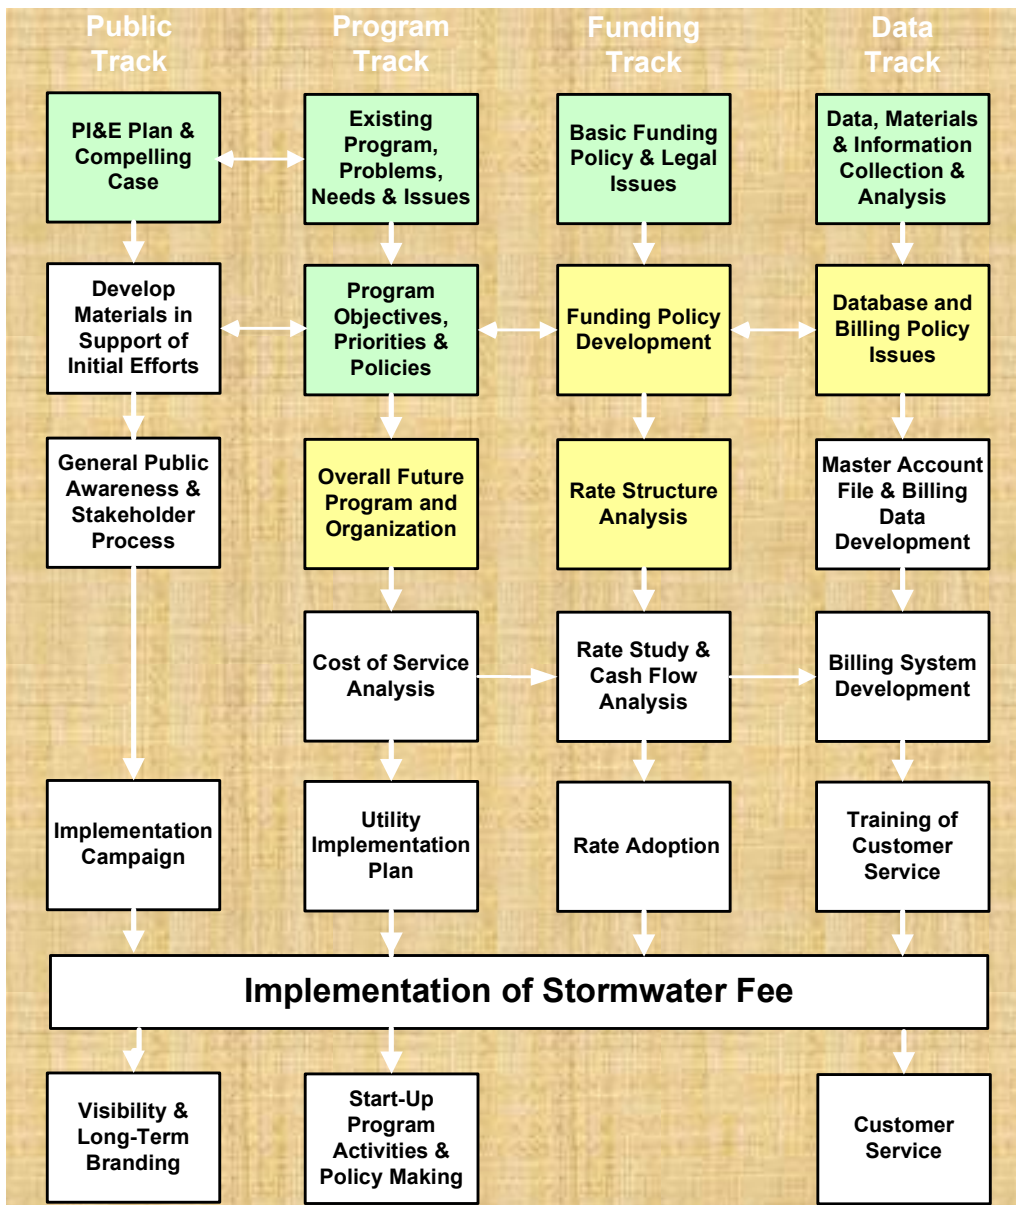 Public
Track
Program
Track
Funding
Track
Data
Track
PI&E Plan &
Compelling
Case
Existing
Program,
Problems,
Needs & Issues
Basic Funding
Policy & Legal
Issues
Data, Materials
& Information
Collection &
Analysis
Develop
Materials in
Support of
Initial Efforts
Program
Objectives,
Priorities &
Policies
Funding Policy
Development
Database and
Billing Policy
Issues
General Public
Awareness &
Stakeholder
Process
Overall Future
Program and
Organization
Rate Structure
Analysis
Master Account
File & Billing
Data
Development
Cost of Service
Analysis
Rate Study &
Cash Flow
Analysis
Billing System
Development
Implementation
Campaign
Utility
Implementation
Plan
Rate Adoption
Training of
Customer
Service
Implementation of Stormwater Fee
Visibility &
Long-Term
Branding
Start-Up
Program
Activities &
Policy Making
Customer
Service